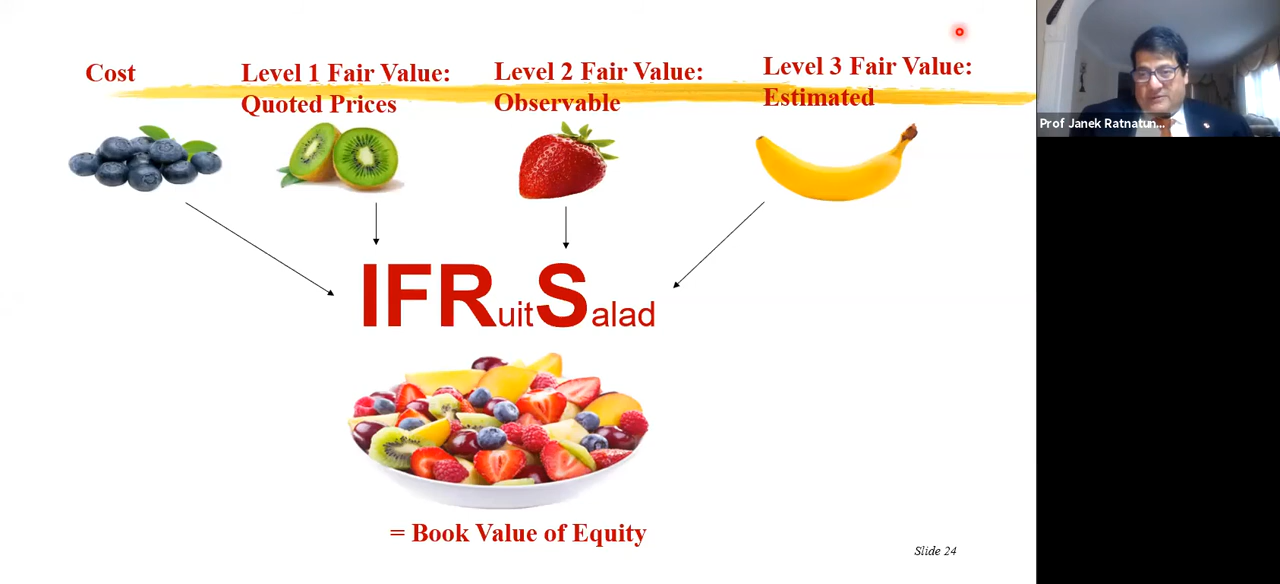 Cost
Level 1 Fair Value:
Quoted Prices
Level 2 Fair Value:
Observable
Level 3 Fair Value:
Estimated
Prof Janek Ratnatun...
IFRuitSalad
= Book Value of Equity
Slide 24